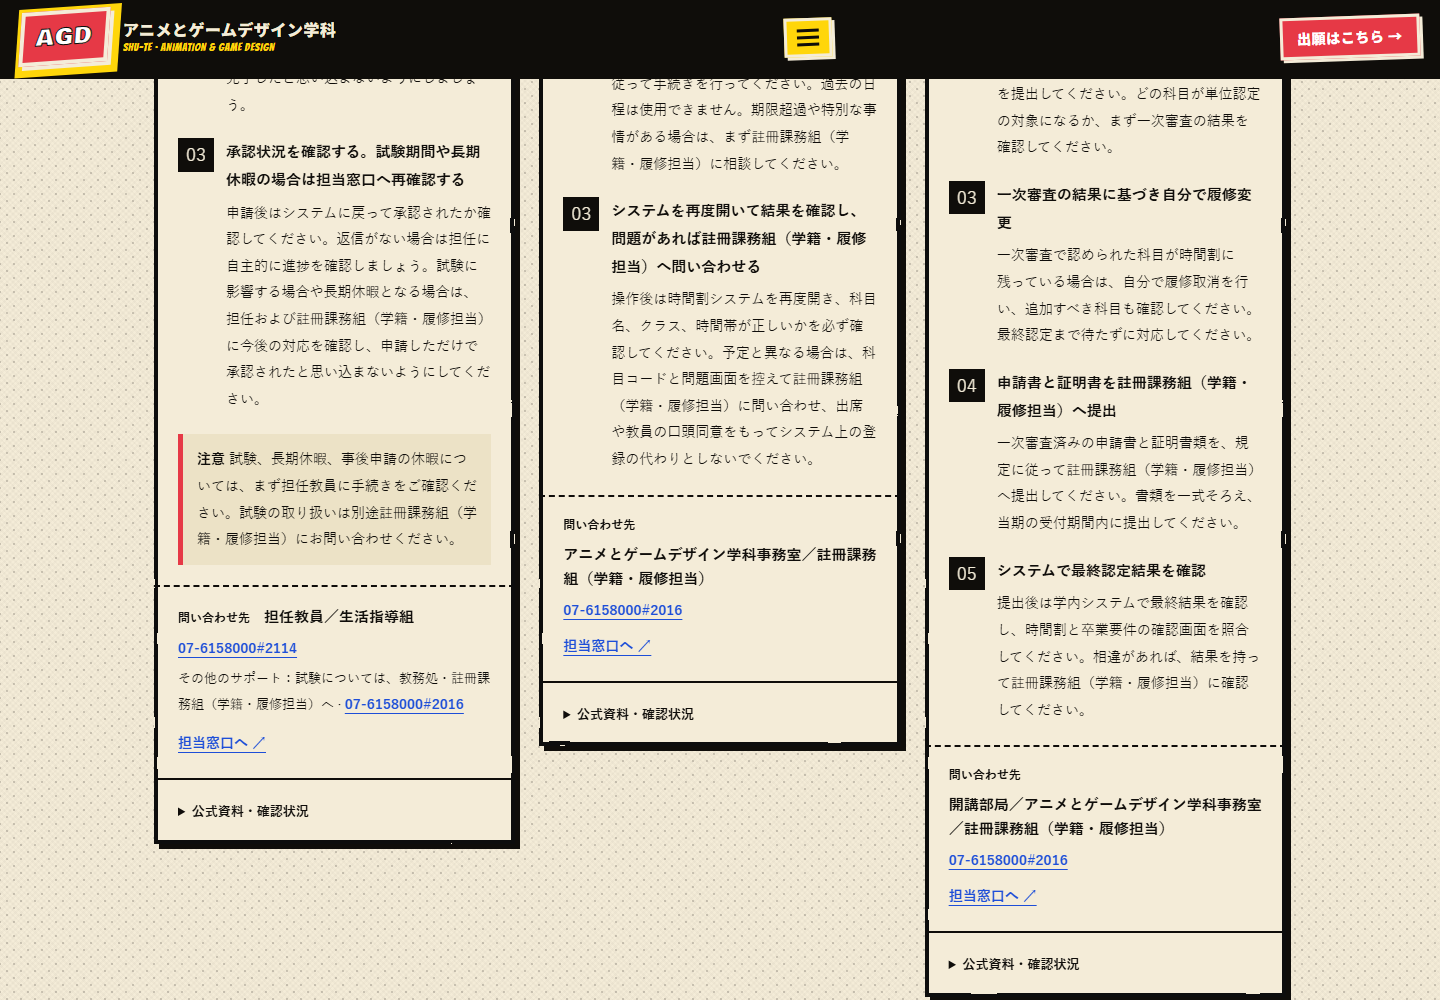 AGD
アニメとゲームデザイン学科
SHU-TE · ANIMATION & GAME DESIGN
出願はこちら →
完了したと思い込まないようにしましょ
う。
03
承認状況を確認する。試験期間や長期
休暇の場合は担当窓口へ再確認する
申請後はシステムに戻って承認されたか確
認してください。返信がない場合は担任に
自主的に進捗を確認しましょう。試験に
影響する場合や長期休暇となる場合は、
担任および註冊課務組（学籍・履修担当）
に今後の対応を確認し、申請しただけで
承認されたと思い込まないようにしてくだ
さい。
注意 試験、長期休暇、事後申請の休暇につ
いては、まず担任教員に手続きをご確認くだ
さい。試験の取り扱いは別途註冊課務組（学
籍・履修担当）にお問い合わせください。
問い合わせ先 担任教員／生活指導組
07-6158000#2114
その他のサポート：試験については、教務処・註冊課
務組（学籍・履修担当）へ · 07-6158000#2016
担当窓口へ ↗
▶ 公式資料・確認状況
従って手続きを行ってください。過去の日
程は使用できません。期限超過や特別な事
情がある場合は、まず註冊課務組（学
籍・履修担当）に相談してください。
03
システムを再度開いて結果を確認し、
問題があれば註冊課務組（学籍・履修
担当）へ問い合わせる
操作後は時間割システムを再度開き、科目
名、クラス、時間帯が正しいかを必ず確
認してください。予定と異なる場合は、科
目コードと問題画面を控えて註冊課務組
（学籍・履修担当）に問い合わせ、出席
や教員の口頭同意をもってシステム上の登
録の代わりとしないでください。
問い合わせ先
アニメとゲームデザイン学科事務室／註冊課務
組（学籍・履修担当）
07-6158000#2016
担当窓口へ ↗
▶ 公式資料・確認状況
を提出してください。どの科目が単位認定
の対象になるか、まず一次審査の結果を
確認してください。
03
一次審査の結果に基づき自分で履修変
更
一次審査で認められた科目が時間割に
残っている場合は、自分で履修取消を行
い、追加すべき科目も確認してください。
最終認定まで待たずに対応してください。
04
申請書と証明書を註冊課務組（学籍・
履修担当）へ提出
一次審査済みの申請書と証明書類を、規
定に従って註冊課務組（学籍・履修担当）
へ提出してください。書類を一式そろえ、
当期の受付期間内に提出してください。
05
システムで最終認定結果を確認
提出後は学内システムで最終結果を確認
し、時間割と卒業要件の確認画面を照合
してください。相違があれば、結果を持っ
て註冊課務組（学籍・履修担当）に確認
してください。
問い合わせ先
開講部局／アニメとゲームデザイン学科事務室
／註冊課務組（学籍・履修担当）
07-6158000#2016
担当窓口へ ↗
▶ 公式資料・確認状況